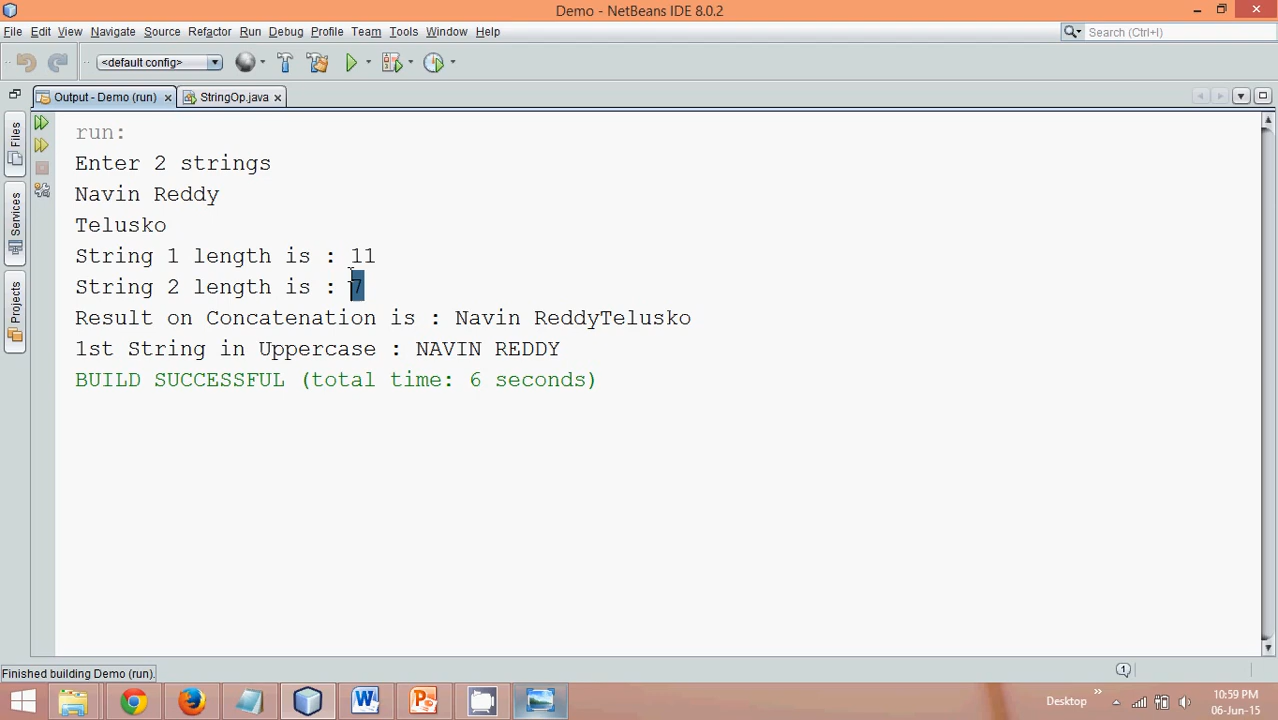 Demo - NetBeans IDE 8.0.2
File Edit View Navigate Source Refactor Run Debug Profile Team Tools Window Help
Search (Ctrl+I)
<default config>
Output - Demo (run) StringOp.java
Files
Services
Projects
run:
Enter 2 strings
Navin Reddy
Telusko
String 1 length is : 11
String 2 length is : 7
Result on Concatenation is : Navin ReddyTelusko
1st String in Uppercase : NAVIN REDDY
BUILD SUCCESSFUL (total time: 6 seconds)
Finished building Demo (run).
1
Desktop
10:59 PM
06-Jun-15